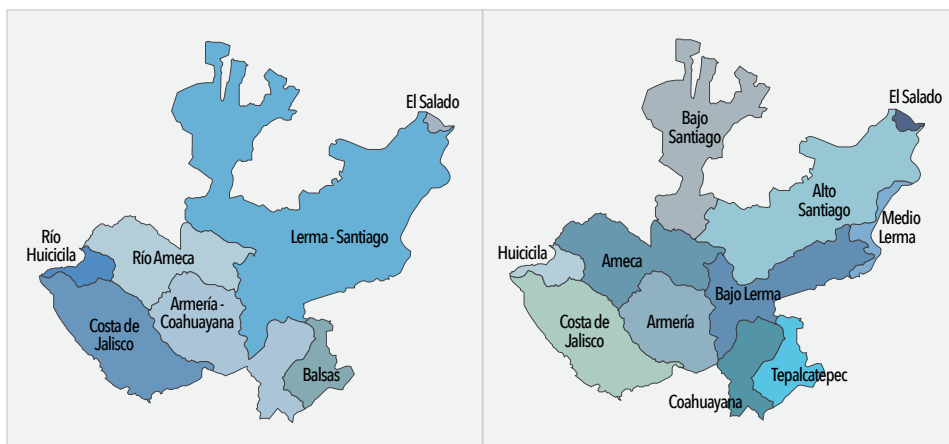 El Salado
Lerma - Santiago
Río
Huicicila
Río Ameca
Armería -
Coahuayana
Costa de
Jalisco
Balsas
Bajo
Santiago
El Salado
Alto
Santiago
Medio
Lerma
Huicicila
Ameca
Bajo Lerma
Costa de
Jalisco
Armería
Tepalcatepec
Coahuayana